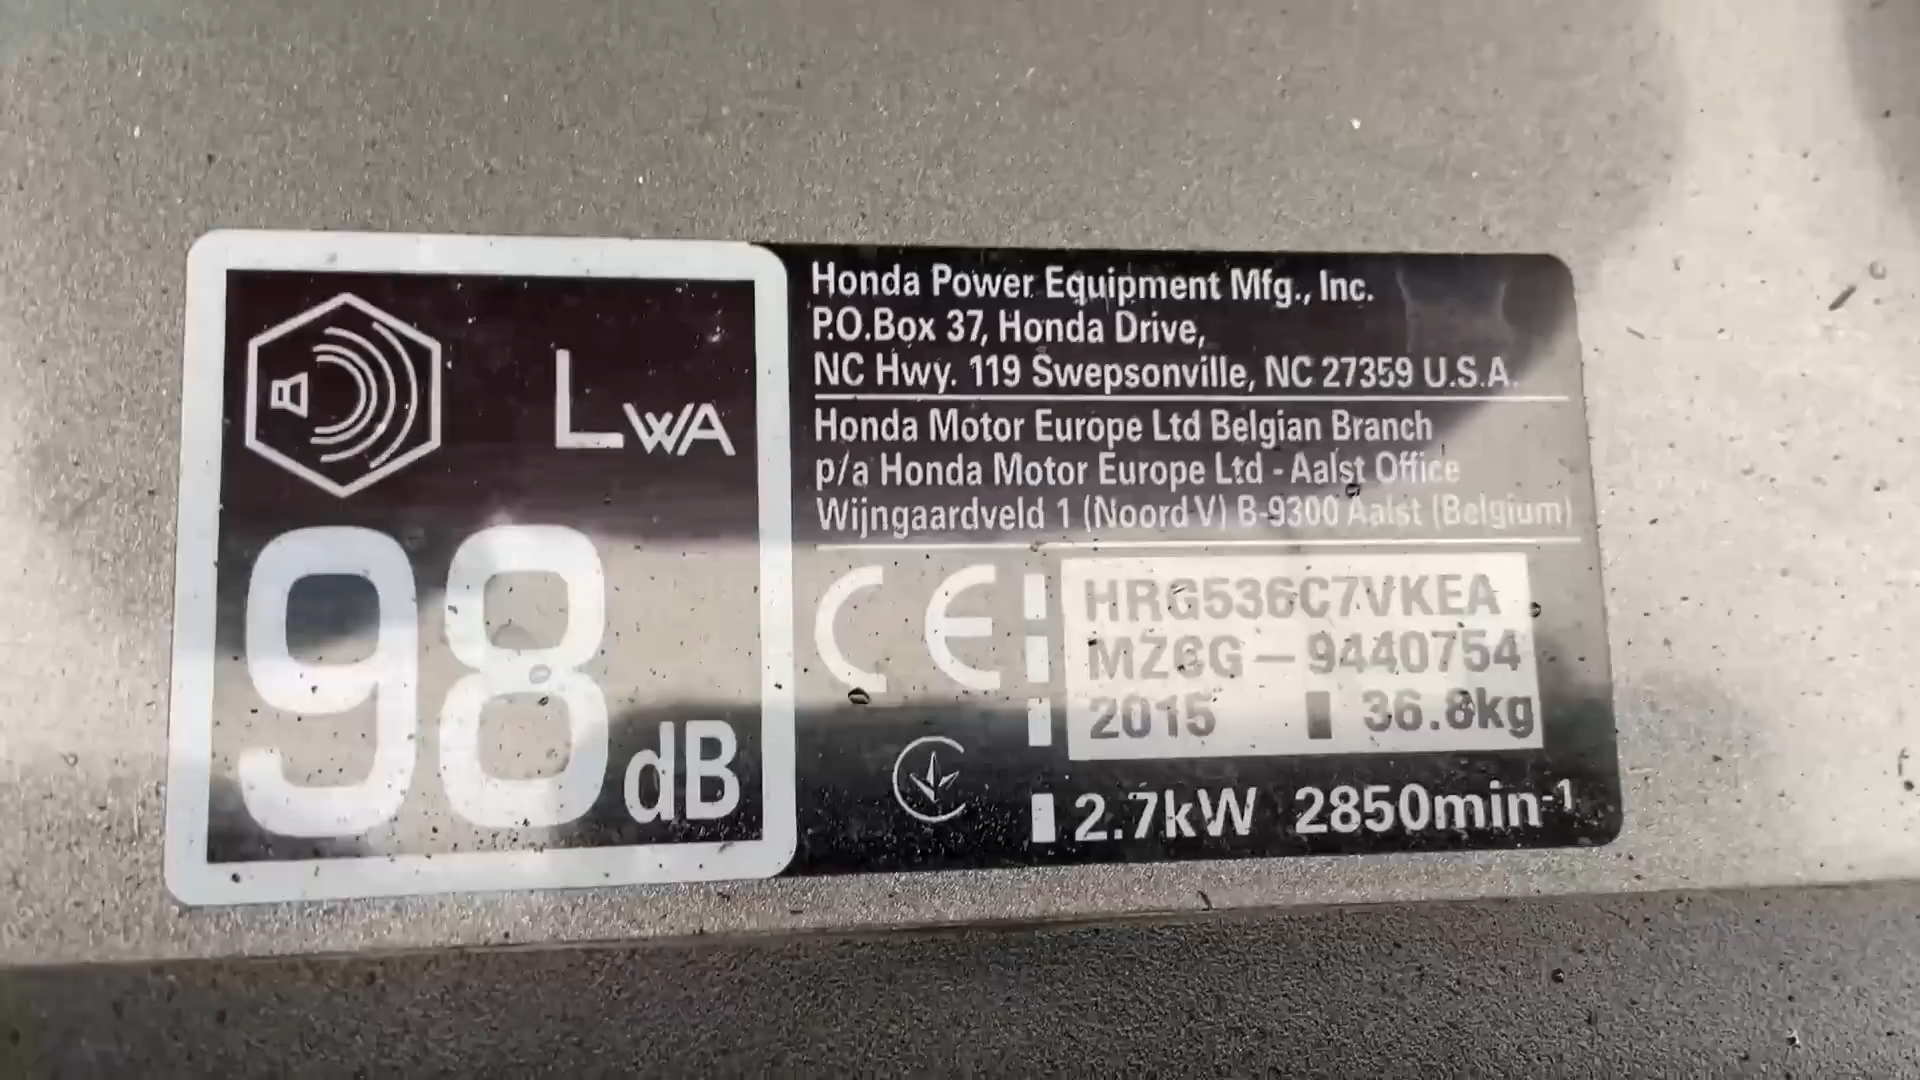 LWA
98 dB
Honda Power Equipment Mfg., Inc.
P.O.Box 37, Honda Drive,
NC Hwy. 119 Swepsonville, NC 27359 U.S.A.
Honda Motor Europe Ltd Belgian Branch
p/a Honda Motor Europe Ltd - Aalst Office
Wijngaardveld 1 (Noord V) B-9300 Aalst (Belgium)
CE
HRG536C7VKEA
MZCG-9440754
2015 36.8kg
2.7kW 2850min-1